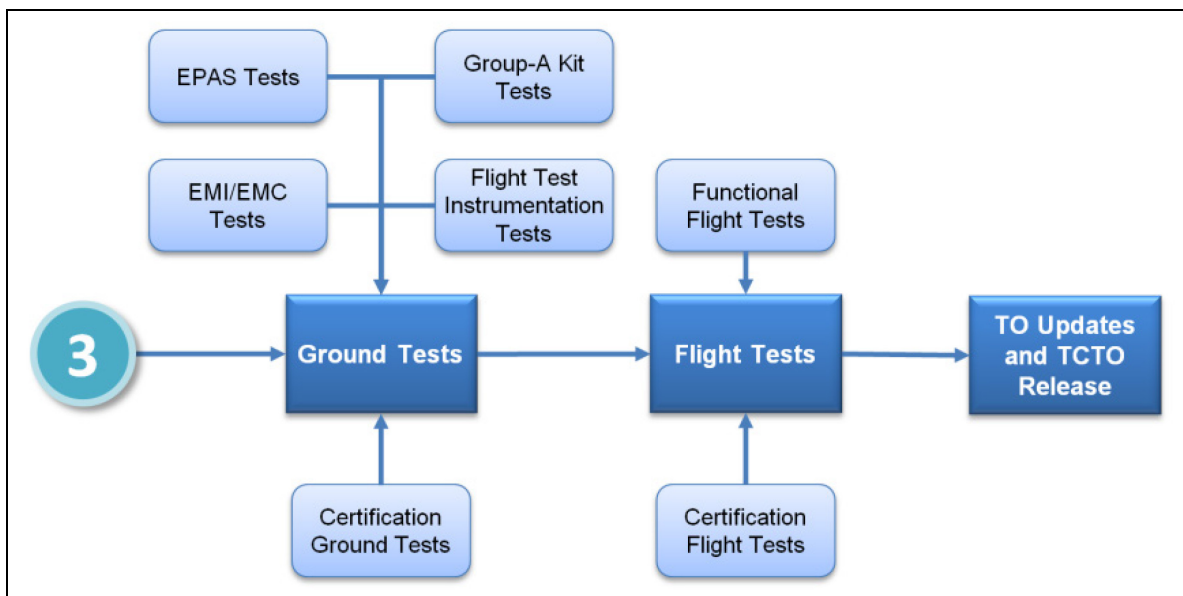 EPAS Tests
Group-A Kit
Tests
EMI/EMC
Tests
Flight Test
Instrumentation
Tests
Functional
Flight Tests
3
Ground Tests
Flight Tests
TO Updates
and TCTO
Release
Certification
Ground Tests
Certification
Flight Tests